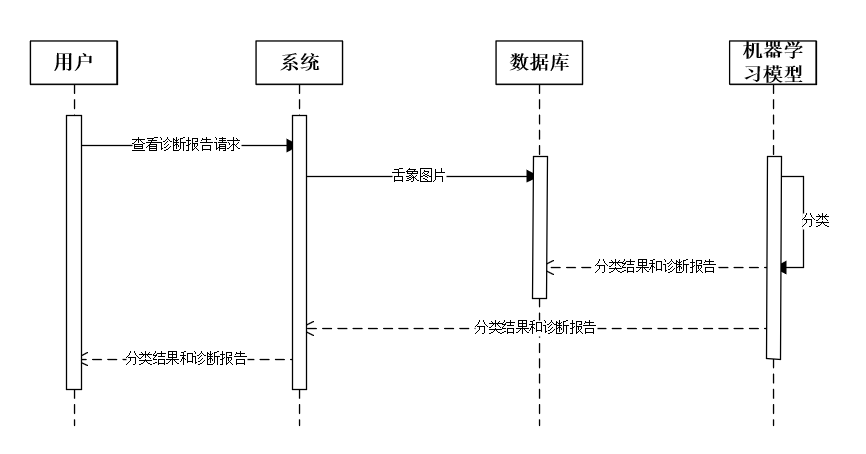 用户
系统
数据库
机器学
习模型
查看诊断报告请求
舌象图片
分类
分类结果和诊断报告
分类结果和诊断报告
分类结果和诊断报告